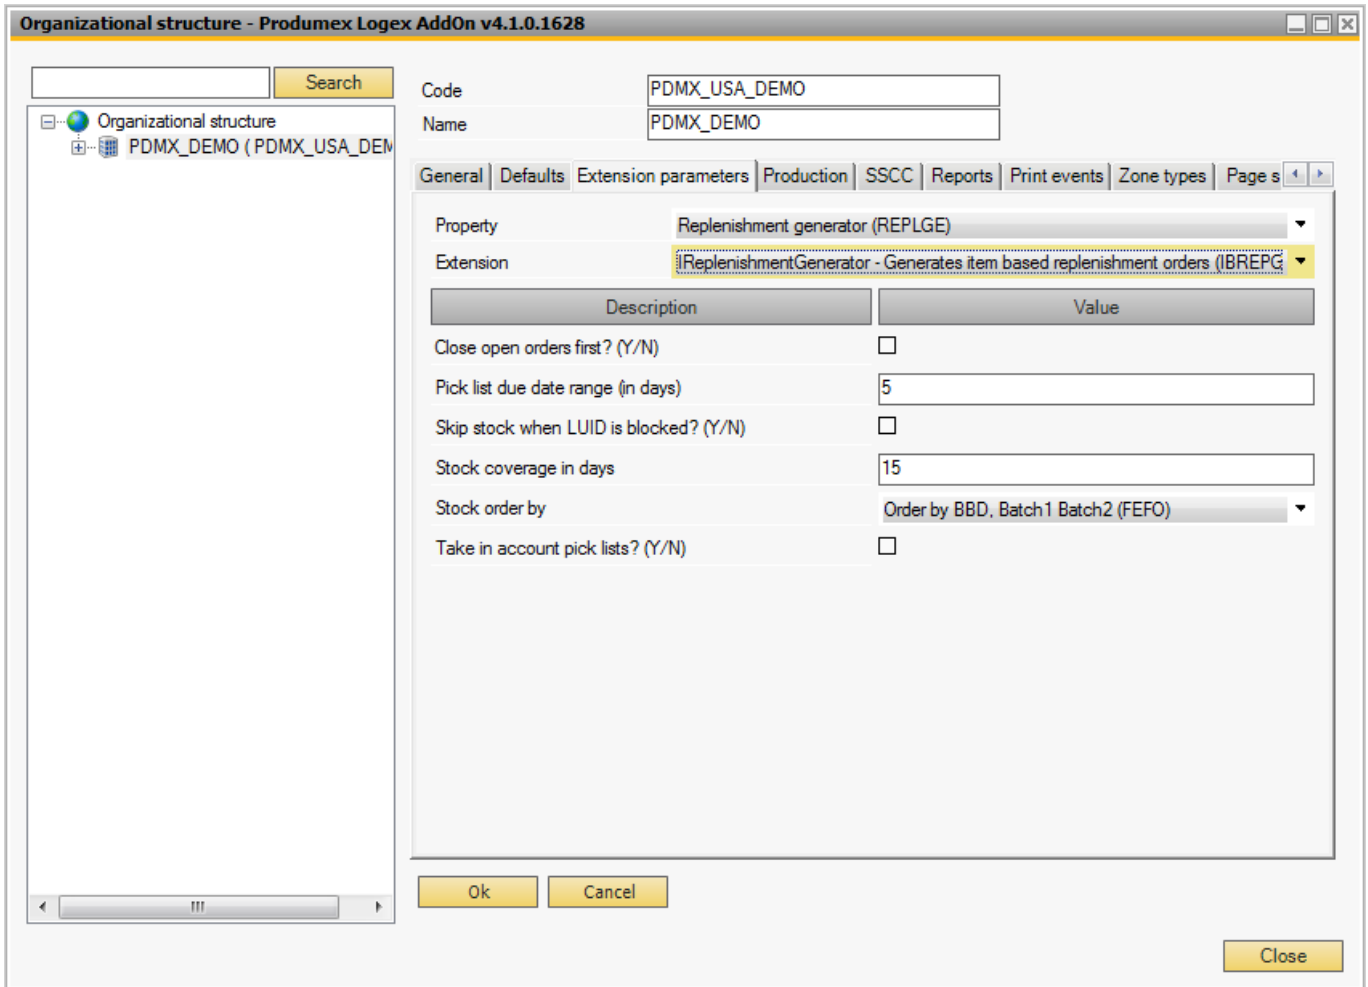 Organizational structure - Produmex Logex AddOn v4.1.0.1628
Search
Organizational structure
PDMX_DEMO ( PDMX_USA_DEM
Code PDMX_USA_DEMO
Name PDMX_DEMO
General Defaults Extension parameters Production SSCC Reports Print events Zone types Page s
Property Replenishment generator (REPLGE)
Extension IReplenishmentGenerator - Generates item based replenishment orders (IBREPG
Description Value
Close open orders first? (Y/N)
Pick list due date range (in days) 5
Skip stock when LUID is blocked? (Y/N)
Stock coverage in days 15
Stock order by Order by BBD, Batch1 Batch2 (FEFO)
Take in account pick lists? (Y/N)
Ok Cancel
Close